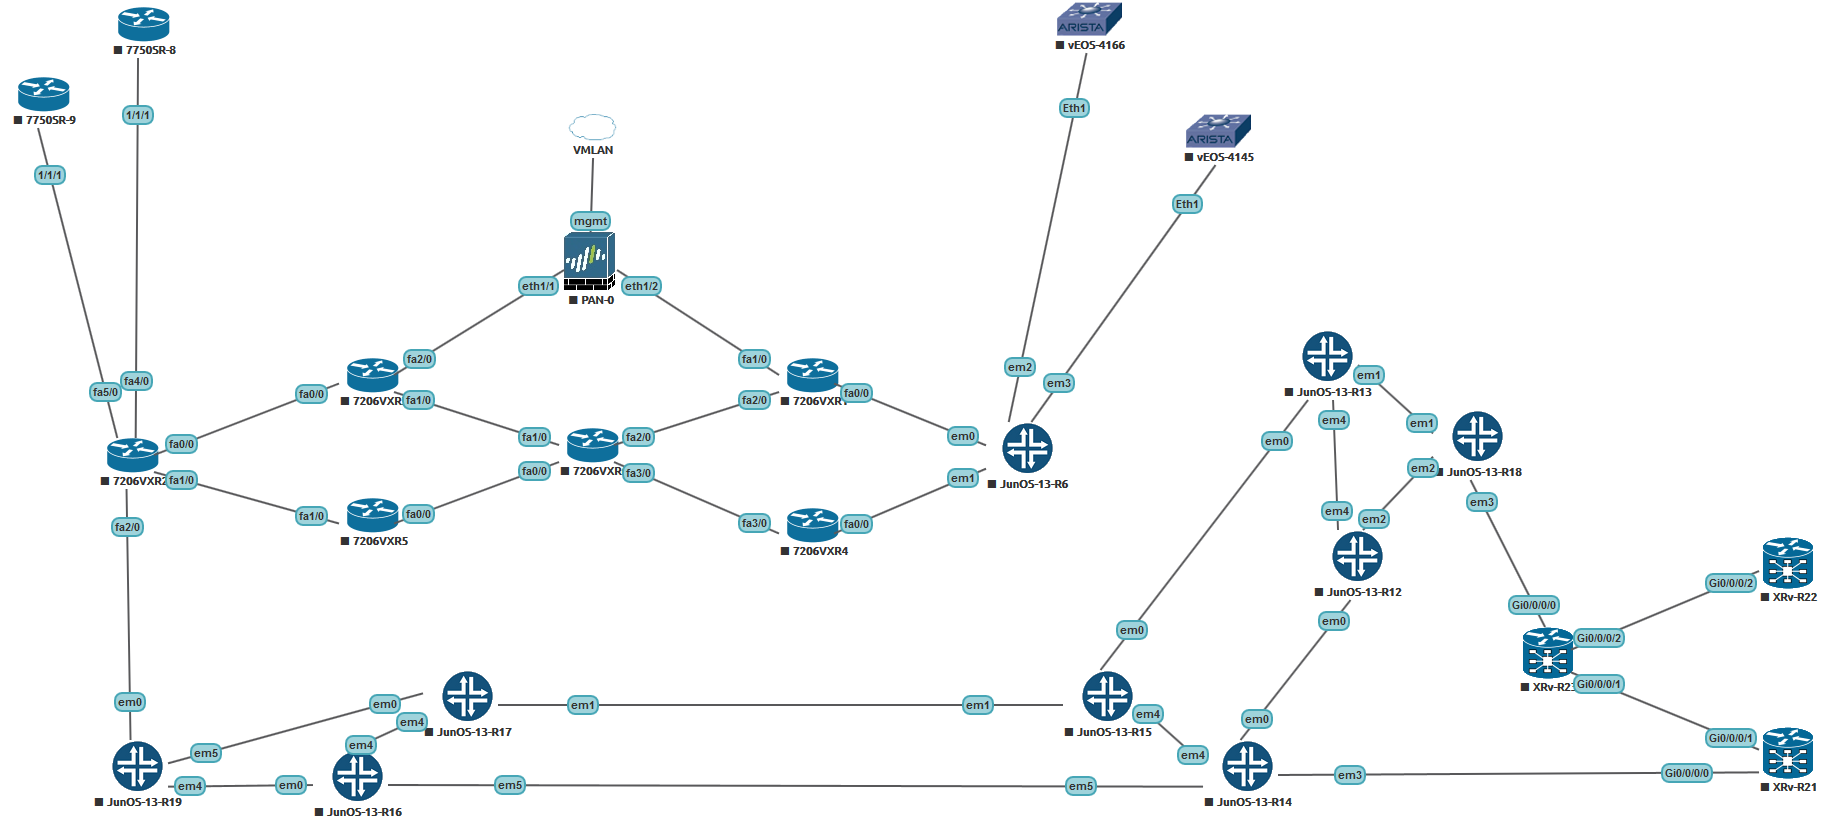 7750SR-8
ARISTA
vEOS-4166
7750SR-9
1/1/1
Eth1
ARISTA
vEOS-4145
VMLAN
1/1/1
Eth1
mgmt
eth1/1
eth1/2
PAN-0
fa2/0
fa1/0
em2
em1
fa5/0
fa4/0
fa0/0
7206VXR
fa1/0
fa2/0
7206VXR
fa0/0
em3
JunOS-13-R13
em4
em1
em0
fa0/0
fa1/0
fa2/0
em0
em2
JunOS-13-R18
7206VXR2
fa1/0
fa0/0
7206VXR
fa3/0
em1
JunOS-13-R6
em3
fa2/0
fa1/0
fa0/0
7206VXR5
fa3/0
fa0/0
7206VXR4
em4
em2
JunOS-13-R12
em0
Gi0/0/0/2
XRv-R22
Gi0/0/0/0
em0
Gi0/0/0/2
XRv-R23
Gi0/0/0/1
em0
em0
em4
JunOS-13-R17
em1
em1
em4
JunOS-13-R15
em0
Gi0/0/0/1
em5
em4
em4
em4
em0
JunOS-13-R19
JunOS-13-R16
em5
em5
JunOS-13-R14
em3
Gi0/0/0/0
XRv-R21